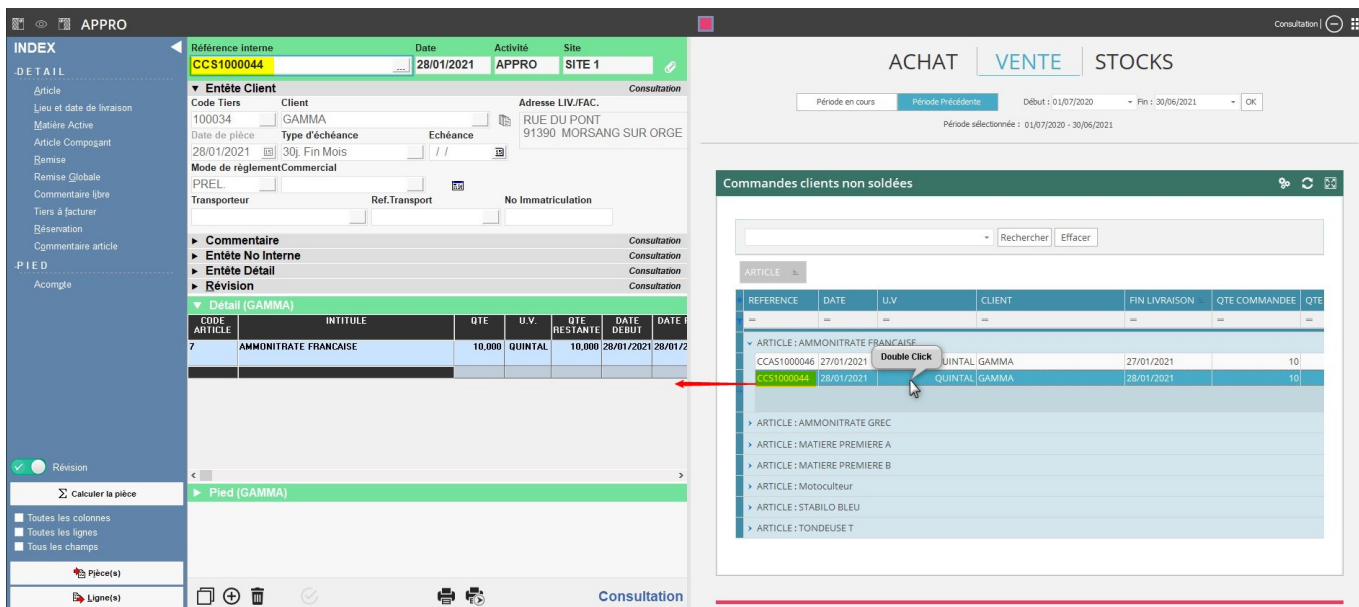 APPRO
Consultation
INDEX
DETAIL
Article
Lieu et date de livraison
Matière Active
Article Composant
Remise
Remise Globale
Commentaire libre
Tiers à facturer
Réservation
Commentaire article
PIED
Acompte
Révision
Calculer la pièce
Toutes les colonnes
Toutes les lignes
Tous les champs
Pièce(s)
Ligne(s)
Référence interne Date Activité Site
CCS1000044 ... 28/01/2021 APPRO SITE 1
Entête Client Consultation
Code Tiers Client Adresse LIV./FAC.
100034 GAMMA RUE DU PONT
91390 MORSANG SUR ORGE
Date de pièce Type d'échéance Echéance
28/01/2021 30j. Fin Mois / /
Mode de règlement Commercial
PREL.
Transporteur Ref.Transport No Immatriculation
Commentaire Consultation
Entête No Interne Consultation
Entête Détail Consultation
Révision Consultation
Détail (GAMMA)
CODE ARTICLE INTITULE QTE U.V. QTE RESTANTE DATE DEBUT DATE F
7 AMMONITRATE FRANCAISE 10,000 QUINTAL 10,000 28/01/2021 28/01/2
Pied (GAMMA)
Consultation
ACHAT VENTE STOCKS
Période en cours Période Précédente Début : 01/07/2020 Fin : 30/06/2021 OK
Période sélectionnée : 01/07/2020 - 30/06/2021
Commandes clients non soldées
Rechercher Effacer
ARTICLE
REFERENCE DATE U.V CLIENT FIN LIVRAISON QTE COMMANDEE QTE
= = = = = = =
ARTICLE : AMMONITRATE FRANCAISE
CCAS1000046 27/01/2021 QUINTAL GAMMA 27/01/2021 10
Double Click
CCS1000044 28/01/2021 QUINTAL GAMMA 28/01/2021 10
ARTICLE : AMMONITRATE GREC
ARTICLE : MATIERE PREMIERE A
ARTICLE : MATIERE PREMIERE B
ARTICLE : Motoculteur
ARTICLE : STABILO BLEU
ARTICLE : TONDEUSE T